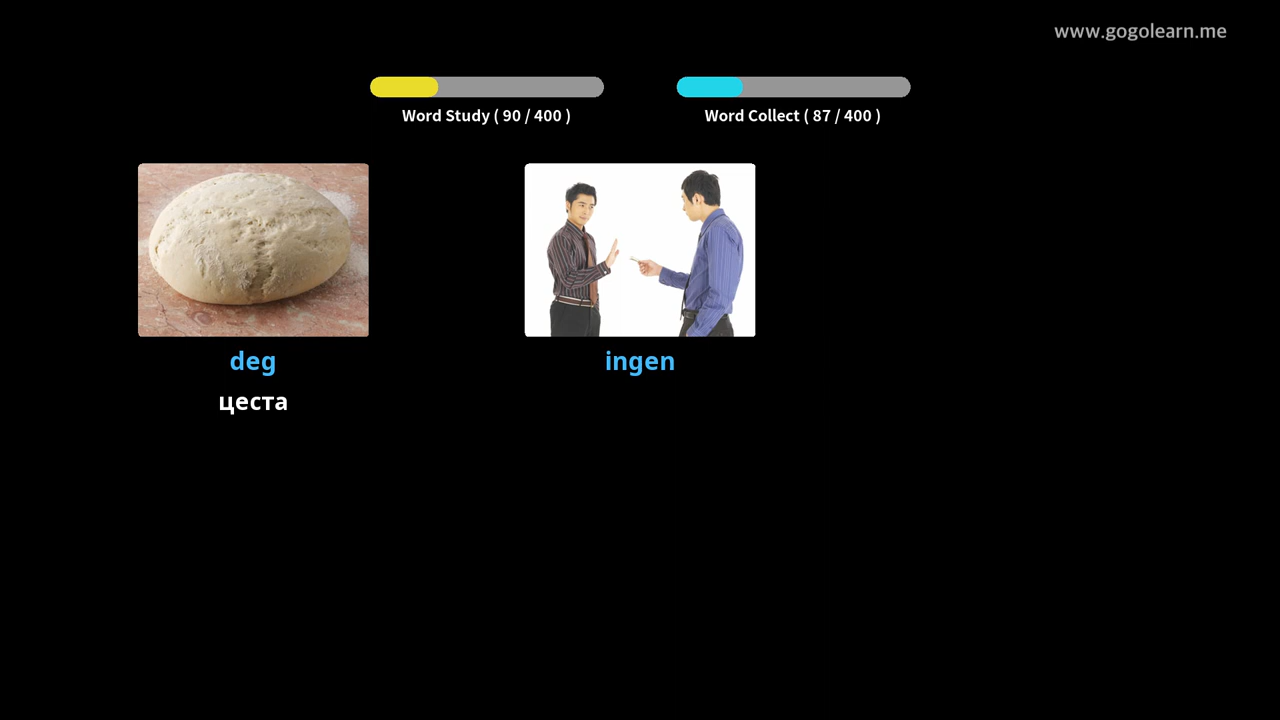 www.gogolearn.me
Word Study ( 90 / 400 )
Word Collect ( 87 / 400 )
deg
ingen
цеста